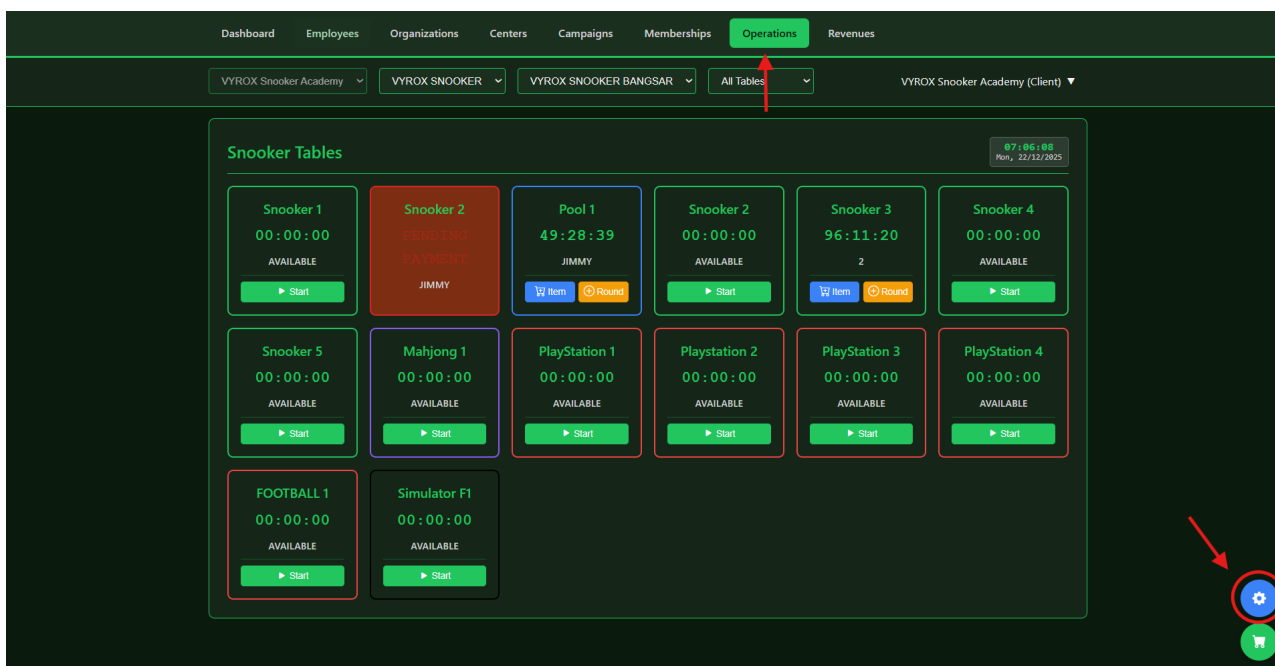 Dashboard Employees Organizations Centers Campaigns Memberships Operations Revenues
VYROX Snooker Academy VYROX SNOOKER VYROX SNOOKER BANGSAR All Tables VYROX Snooker Academy (Client) ▼
Snooker Tables
07:06:08
Mon, 22/12/2025
Snooker 1
00:00:00
AVAILABLE
Start
Snooker 2
PENDING
PAYMENT
JIMMY
Pool 1
49:28:39
JIMMY
Item Round
Snooker 2
00:00:00
AVAILABLE
Start
Snooker 3
96:11:20
2
Item Round
Snooker 4
00:00:00
AVAILABLE
Start
Snooker 5
00:00:00
AVAILABLE
Start
Mahjong 1
00:00:00
AVAILABLE
Start
PlayStation 1
00:00:00
AVAILABLE
Start
Playstation 2
00:00:00
AVAILABLE
Start
PlayStation 3
00:00:00
AVAILABLE
Start
PlayStation 4
00:00:00
AVAILABLE
Start
FOOTBALL 1
00:00:00
AVAILABLE
Start
Simulator F1
00:00:00
AVAILABLE
Start